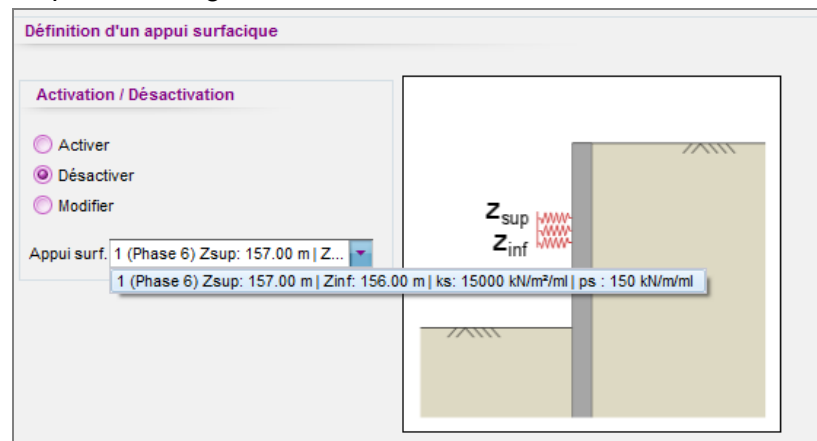 Définition d'un appui surfacique
Activation / Désactivation
Activer
Désactiver
Modifier
Appui surf. 1 (Phase 6) Zsup: 157.00 m | Z...
1 (Phase 6) Zsup: 157.00 m | Zinf: 156.00 m | ks: 15000 kN/m²/ml | ps : 150 kN/m/ml
Zsup
Zinf